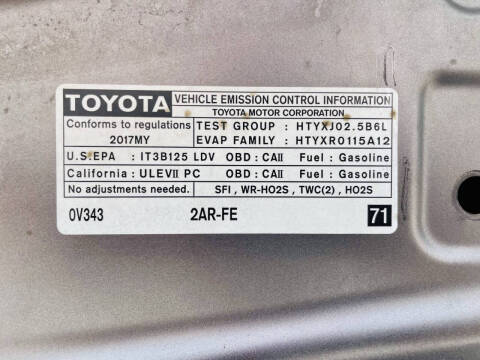 TOYOTA VEHICLE EMISSION CONTROL INFORMATION
TOYOTA MOTOR CORPORATION
Conforms to regulations TEST GROUP : HTYXJ02.5B6L
2017MY EVAP FAMILY : HTYXR0115A12
U.S.EPA : IT3B125 LDV OBD : CAII Fuel : Gasoline
California : ULEVII PC OBD : CAII Fuel : Gasoline
No adjustments needed. SFI , WR-HO2S , TWC(2) , HO2S
0V343 2AR-FE 71